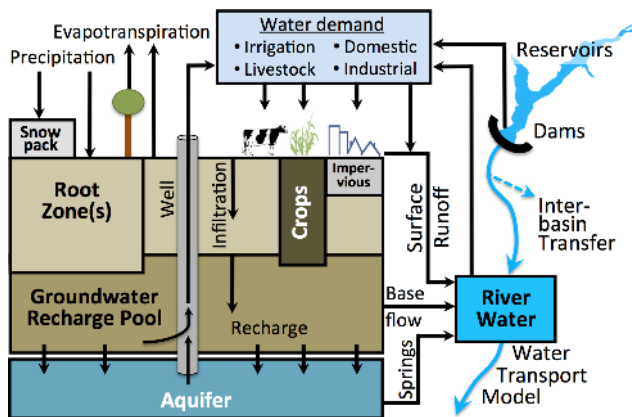 Evapotranspiration
Precipitation
Water demand
• Irrigation • Domestic
• Livestock • Industrial
Reservoirs
Dams
Snow
pack
Root
Zone(s)
Well
Infiltration
Crops
Imper-
vious
Surface
Runoff
Inter-
basin
Transfer
Groundwater
Recharge Pool
Recharge
Base
flow
River
Water
Springs
Water
Transport
Model
Aquifer